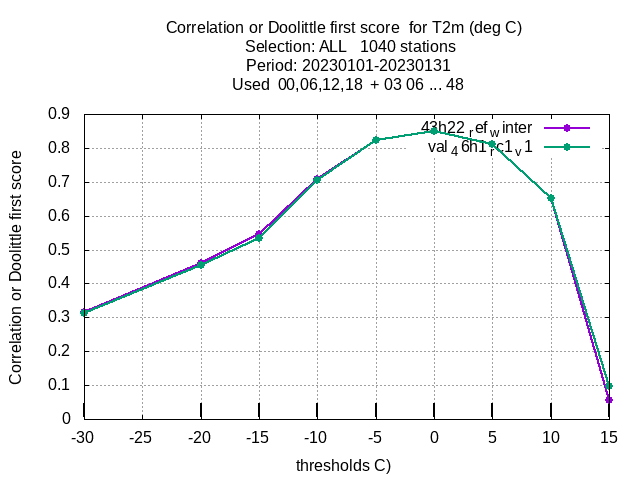 Correlation or Doolittle first score  for T2m (deg C)
Selection: ALL   1040 stations
Period: 20230101-20230131
Used  00,06,12,18  + 03 06 ... 48
Correlation or Doolittle first score
0.9
0.8
0.7
0.6
0.5
0.4
0.3
0.2
0.1
0
43h22 refwinter
val46h1rc1v1
-30 -25 -20 -15 -10 -5 0 5 10 15
thresholds C)